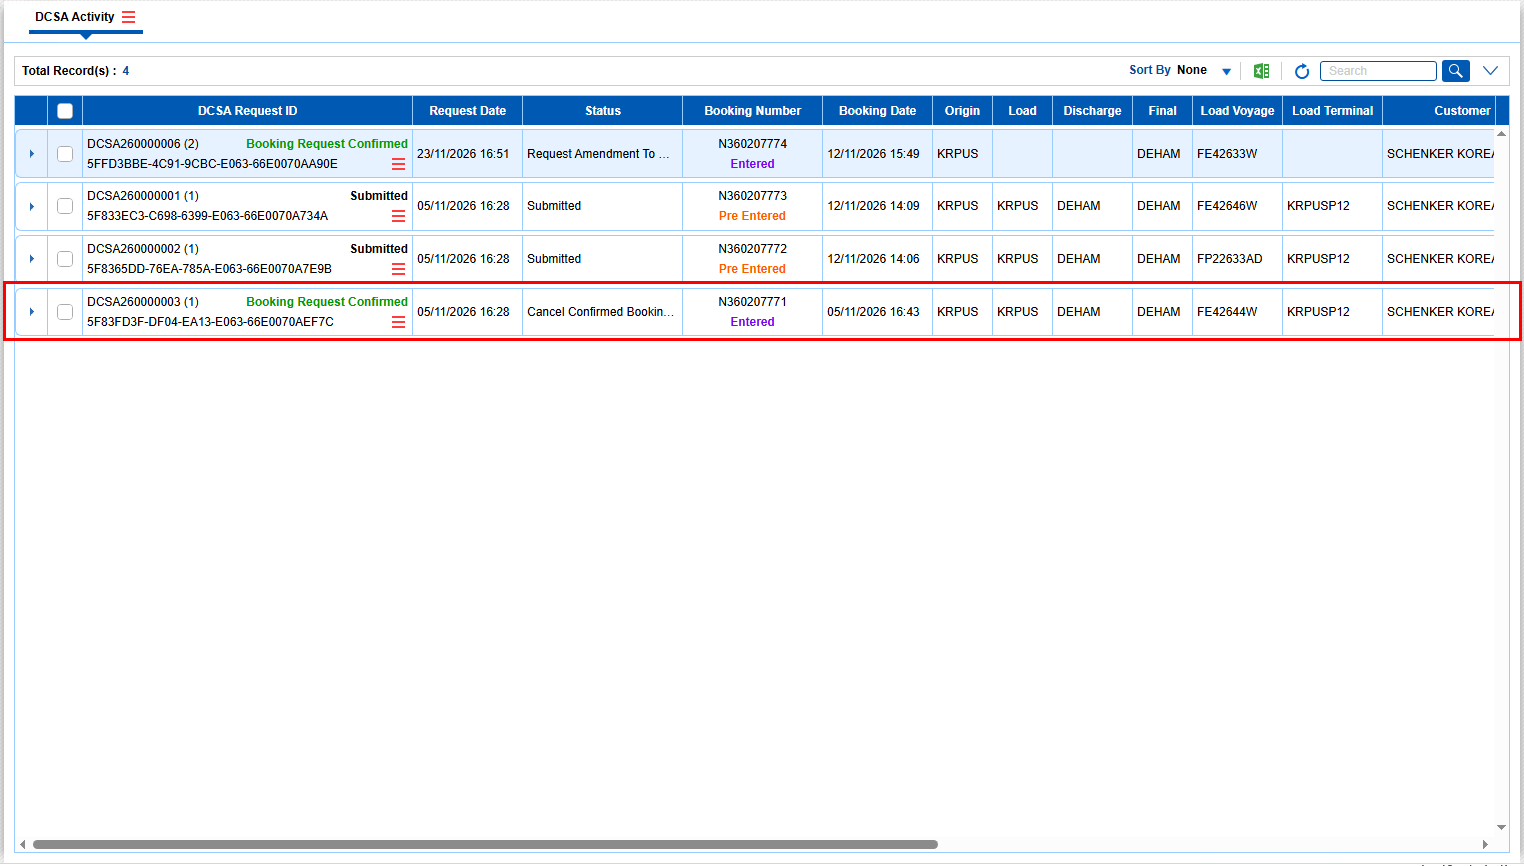 DCSA Activity
Total Record(s) : 4
Sort By None
Search
DCSA Request ID Request Date Status Booking Number Booking Date Origin Load Discharge Final Load Voyage Load Terminal Customer
DCSA260000006 (2) Booking Request Confirmed
5FFD3BBE-4C91-9CBC-E063-66E0070AA90E
23/11/2026 16:51 Request Amendment To ...
N360207774
Entered
12/11/2026 15:49 KRPUS DEHAM FE42633W SCHENKER KOREA
DCSA260000001 (1) Submitted
5F833EC3-C698-6399-E063-66E0070A734A
05/11/2026 16:28 Submitted
N360207773
Pre Entered
12/11/2026 14:09 KRPUS KRPUS DEHAM DEHAM FE42646W KRPUSP12 SCHENKER KOREA
DCSA260000002 (1) Submitted
5F8365DD-76EA-785A-E063-66E0070A7E9B
05/11/2026 16:28 Submitted
N360207772
Pre Entered
12/11/2026 14:06 KRPUS KRPUS DEHAM DEHAM FP22633AD KRPUSP12 SCHENKER KOREA
DCSA260000003 (1) Booking Request Confirmed
5F83FD3F-DF04-EA13-E063-66E0070AEF7C
05/11/2026 16:28 Cancel Confirmed Bookin...
N360207771
Entered
05/11/2026 16:43 KRPUS KRPUS DEHAM DEHAM FE42644W KRPUSP12 SCHENKER KOREA